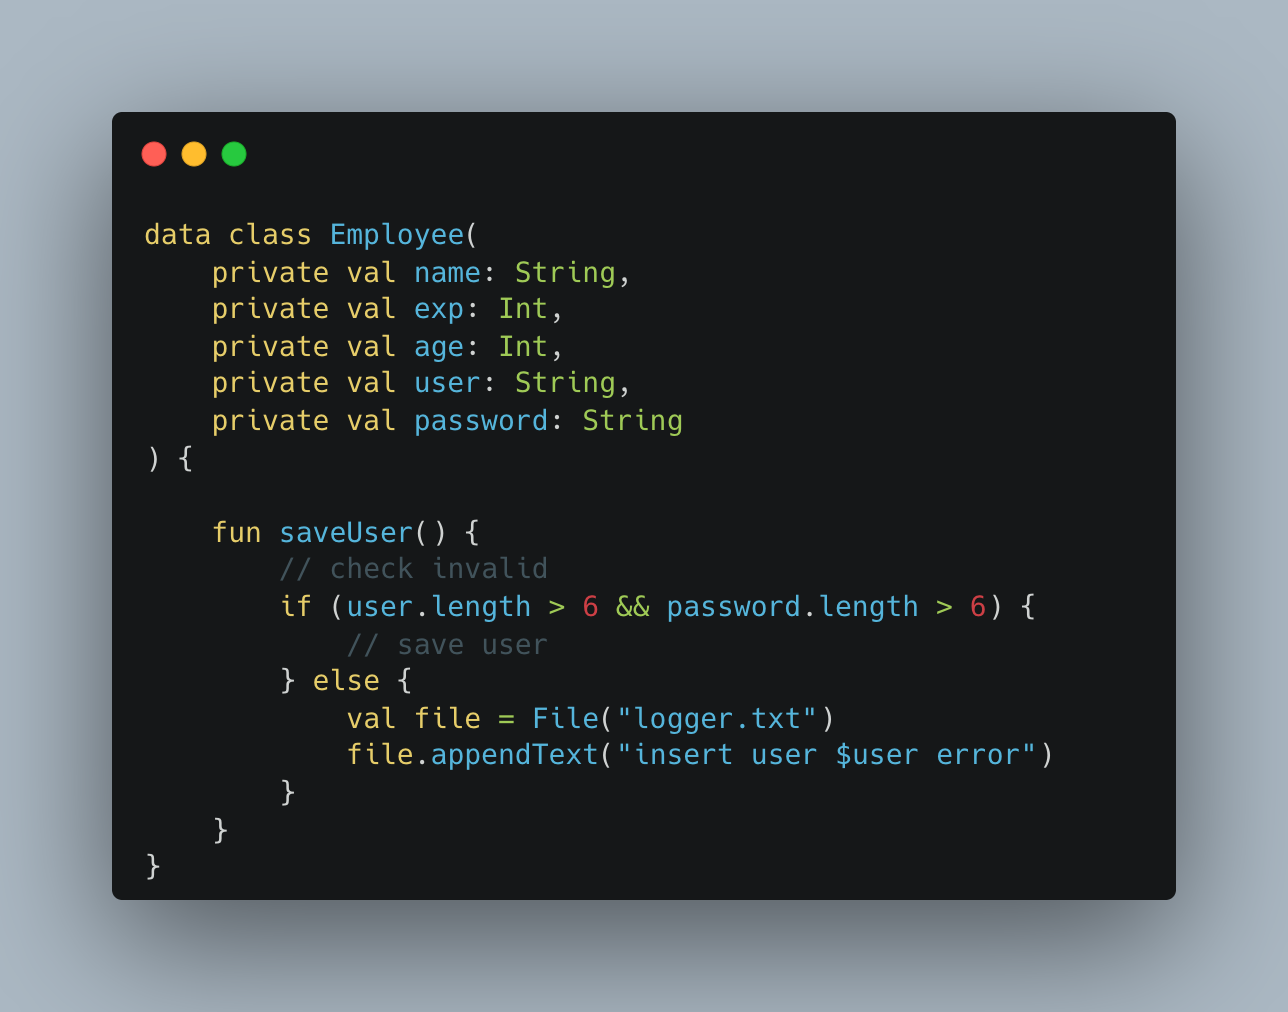 data class Employee(
    private val name: String,
    private val exp: Int,
    private val age: Int,
    private val user: String,
    private val password: String
) {

    fun saveUser() {
        // check invalid
        if (user.length > 6 && password.length > 6) {
            // save user
        } else {
            val file = File("logger.txt")
            file.appendText("insert user $user error")
        }
    }
}